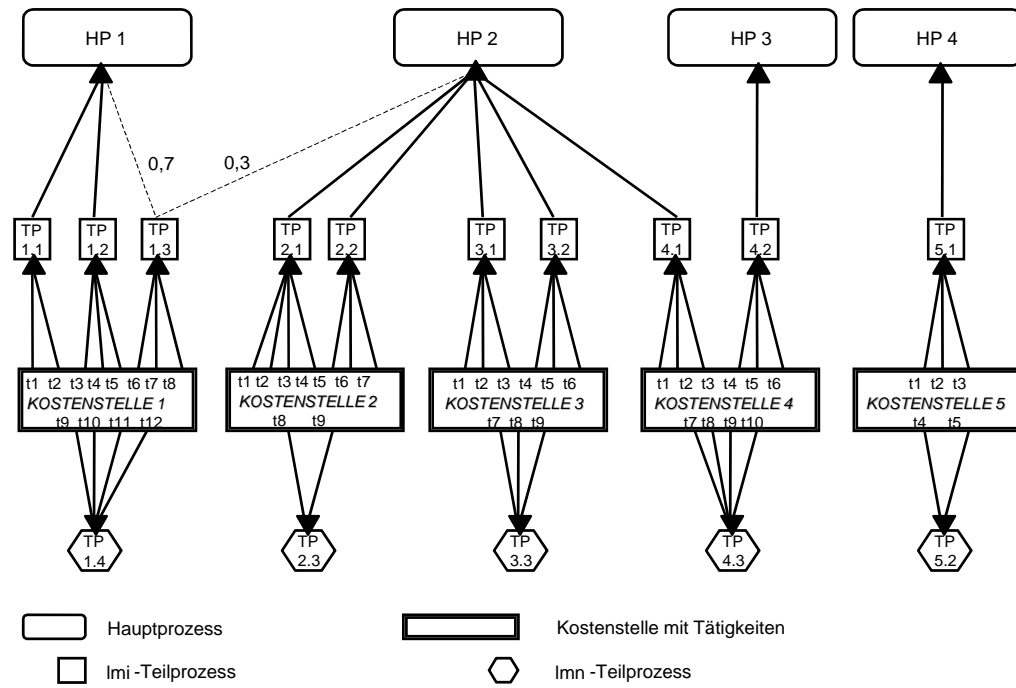 HP 1 HP 2 HP 3 HP 4
0,7 0,3
TP 1.1
TP 1.2
TP 1.3
TP 2.1
TP 2.2
TP 3.1
TP 3.2
TP 4.1
TP 4.2
TP 5.1
t1 t2 t3 t4 t5 t6 t7 t8
KOSTENSTELLE 1
t9 t10 t11 t12
t1 t2 t3 t4 t5 t6 t7
KOSTENSTELLE 2
t8 t9
t1 t2 t3 t4 t5 t6
KOSTENSTELLE 3
t7 t8 t9
t1 t2 t3 t4 t5 t6
KOSTENSTELLE 4
t7 t8 t9 t10
t1 t2 t3
KOSTENSTELLE 5
t4 t5
TP 1.4
TP 2.3
TP 3.3
TP 4.3
TP 5.2
Hauptprozess
Kostenstelle mit Tätigkeiten
lmi -Teilprozess
lmn -Teilprozess